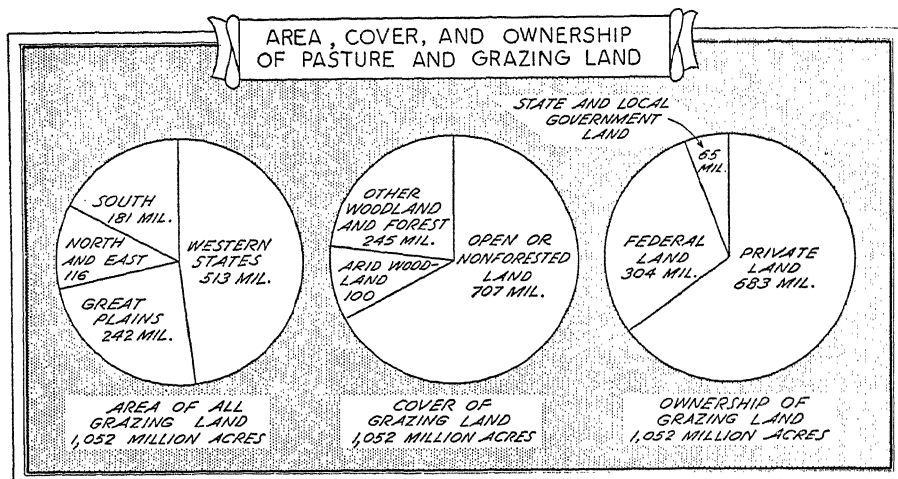 AREA, COVER, AND OWNERSHIP
OF PASTURE AND GRAZING LAND
SOUTH
181 MIL.
NORTH
AND EAST
116
GREAT
PLAINS
242 MIL.
WESTERN
STATES
513 MIL.
AREA OF ALL
GRAZING LAND
1,052 MILLION ACRES
OTHER
WOODLAND
AND FOREST
245 MIL.
ARID WOOD-
LAND
100
OPEN OR
NONFORESTED
LAND
707 MIL.
COVER OF
GRAZING LAND
1,052 MILLION ACRES
STATE AND LOCAL
GOVERNMENT
LAND
65
MIL.
FEDERAL
LAND
304 MIL.
PRIVATE
LAND
683 MIL.
OWNERSHIP OF
GRAZING LAND
1,052 MILLION ACRES